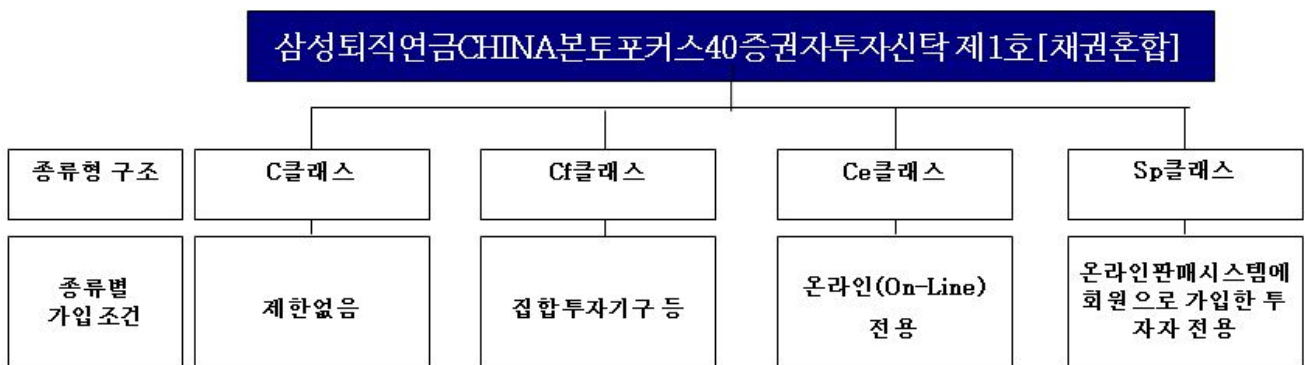 삼성퇴직연금CHINA본토포커스40증권자투자신탁 제1호[채권혼합]
종류형 구조
C클래스
Cf클래스
Ce클래스
Sp클래스
종류별
가입 조건
제한없음
집합투자기구 등
온라인(On-Line)
전용
온라인판매시스템에
회원으로 가입한 투
자자 전용